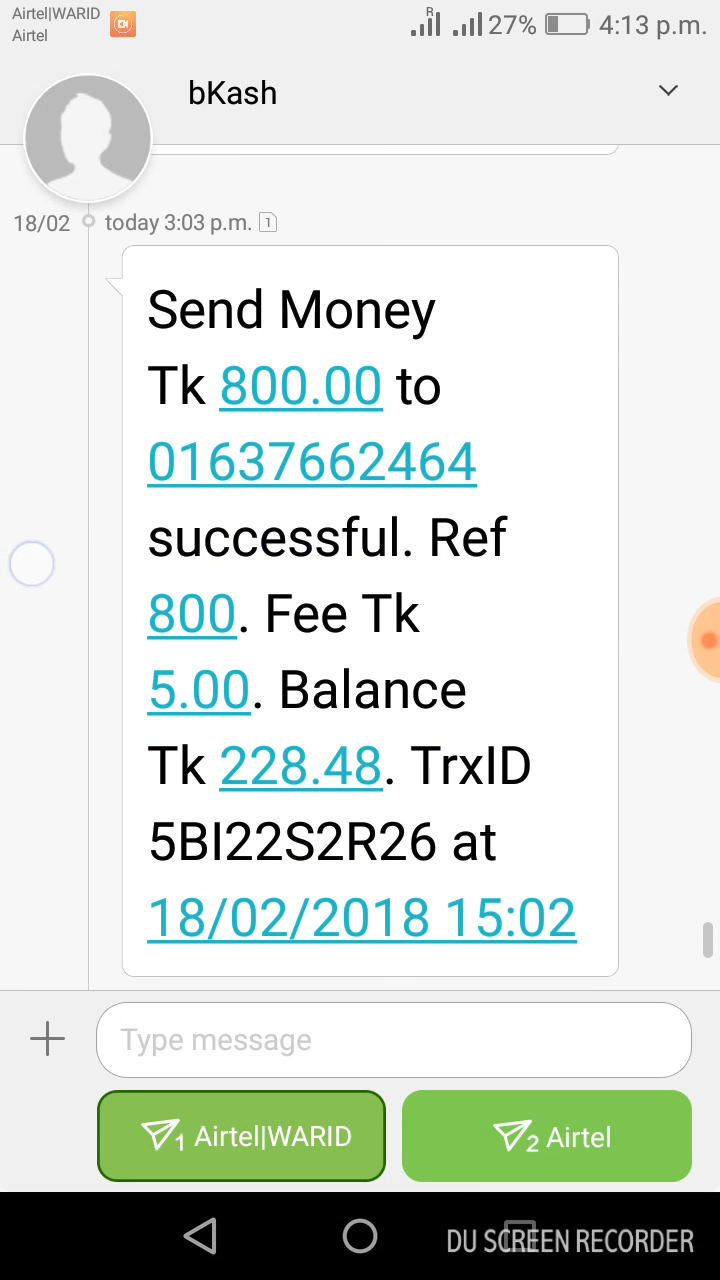 Airtel|WARID
Airtel
R
27%
4:13 p.m.
bKash
18/02
today 3:03 p.m. 1
Send Money
Tk 800.00 to
01637662464
successful. Ref
800. Fee Tk
5.00. Balance
Tk 228.48. TrxID
5BI22S2R26 at
18/02/2018 15:02
Type message
1 Airtel|WARID
2 Airtel
DU SCREEN RECORDER